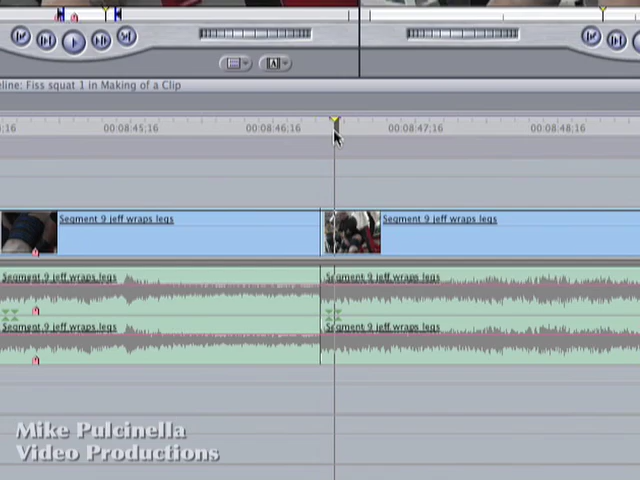 A
eline: Fiss squat 1 in Making of a Clip
;16
00:08:45;16
00:08:46;16
00:08:47;16
00:08:48;16
Segment 9 jeff wraps legs
Segment 9 jeff wraps legs
Segment 9 jeff wraps legs
Segment 9 jeff wraps legs
Segment 9 jeff wraps legs
Segment 9 jeff wraps legs
Mike Pulcinella
Video Productions